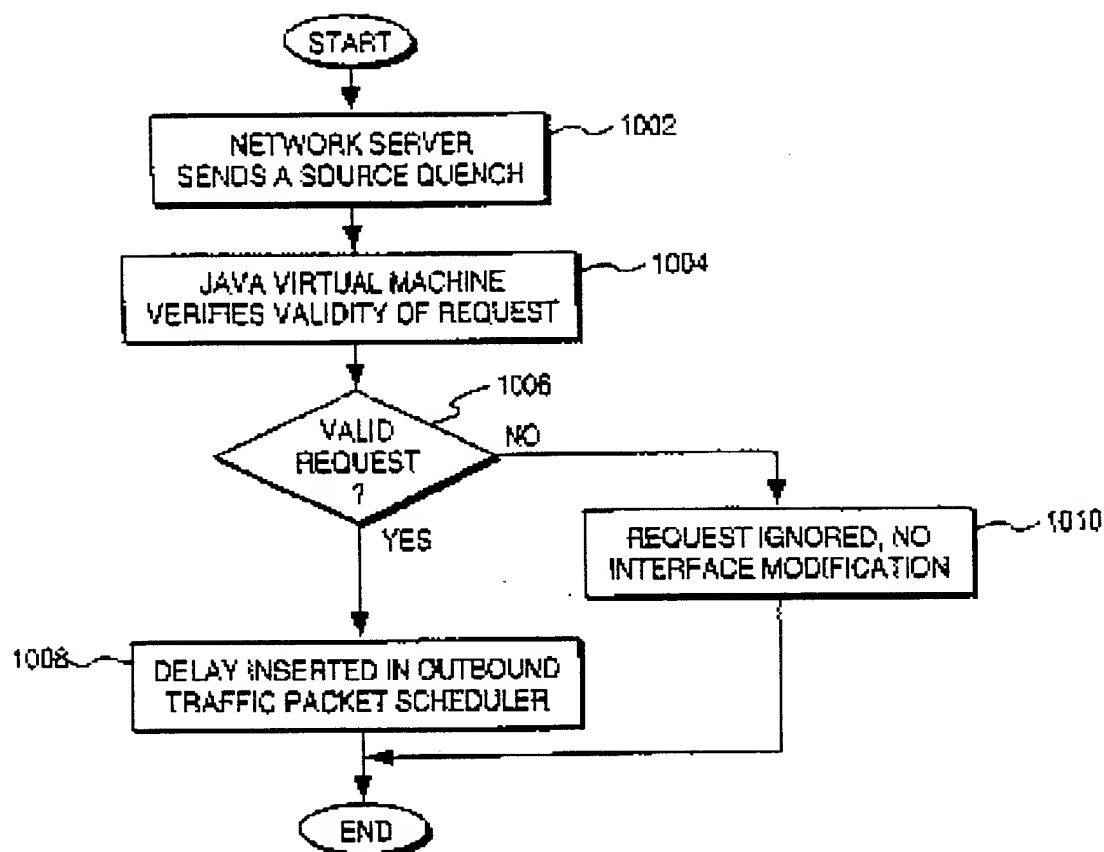 START
NETWORK SERVER
SENDS A SOURCE QUENCH
1002
JAVA VIRTUAL MACHINE
VERIFIES VALIDITY OF REQUEST
1004
VALID
REQUEST
?
1006
NO
YES
REQUEST IGNORED, NO
INTERFACE MODIFICATION
1010
1008
DELAY INSERTED IN OUTBOUND
TRAFFIC PACKET SCHEDULER
END